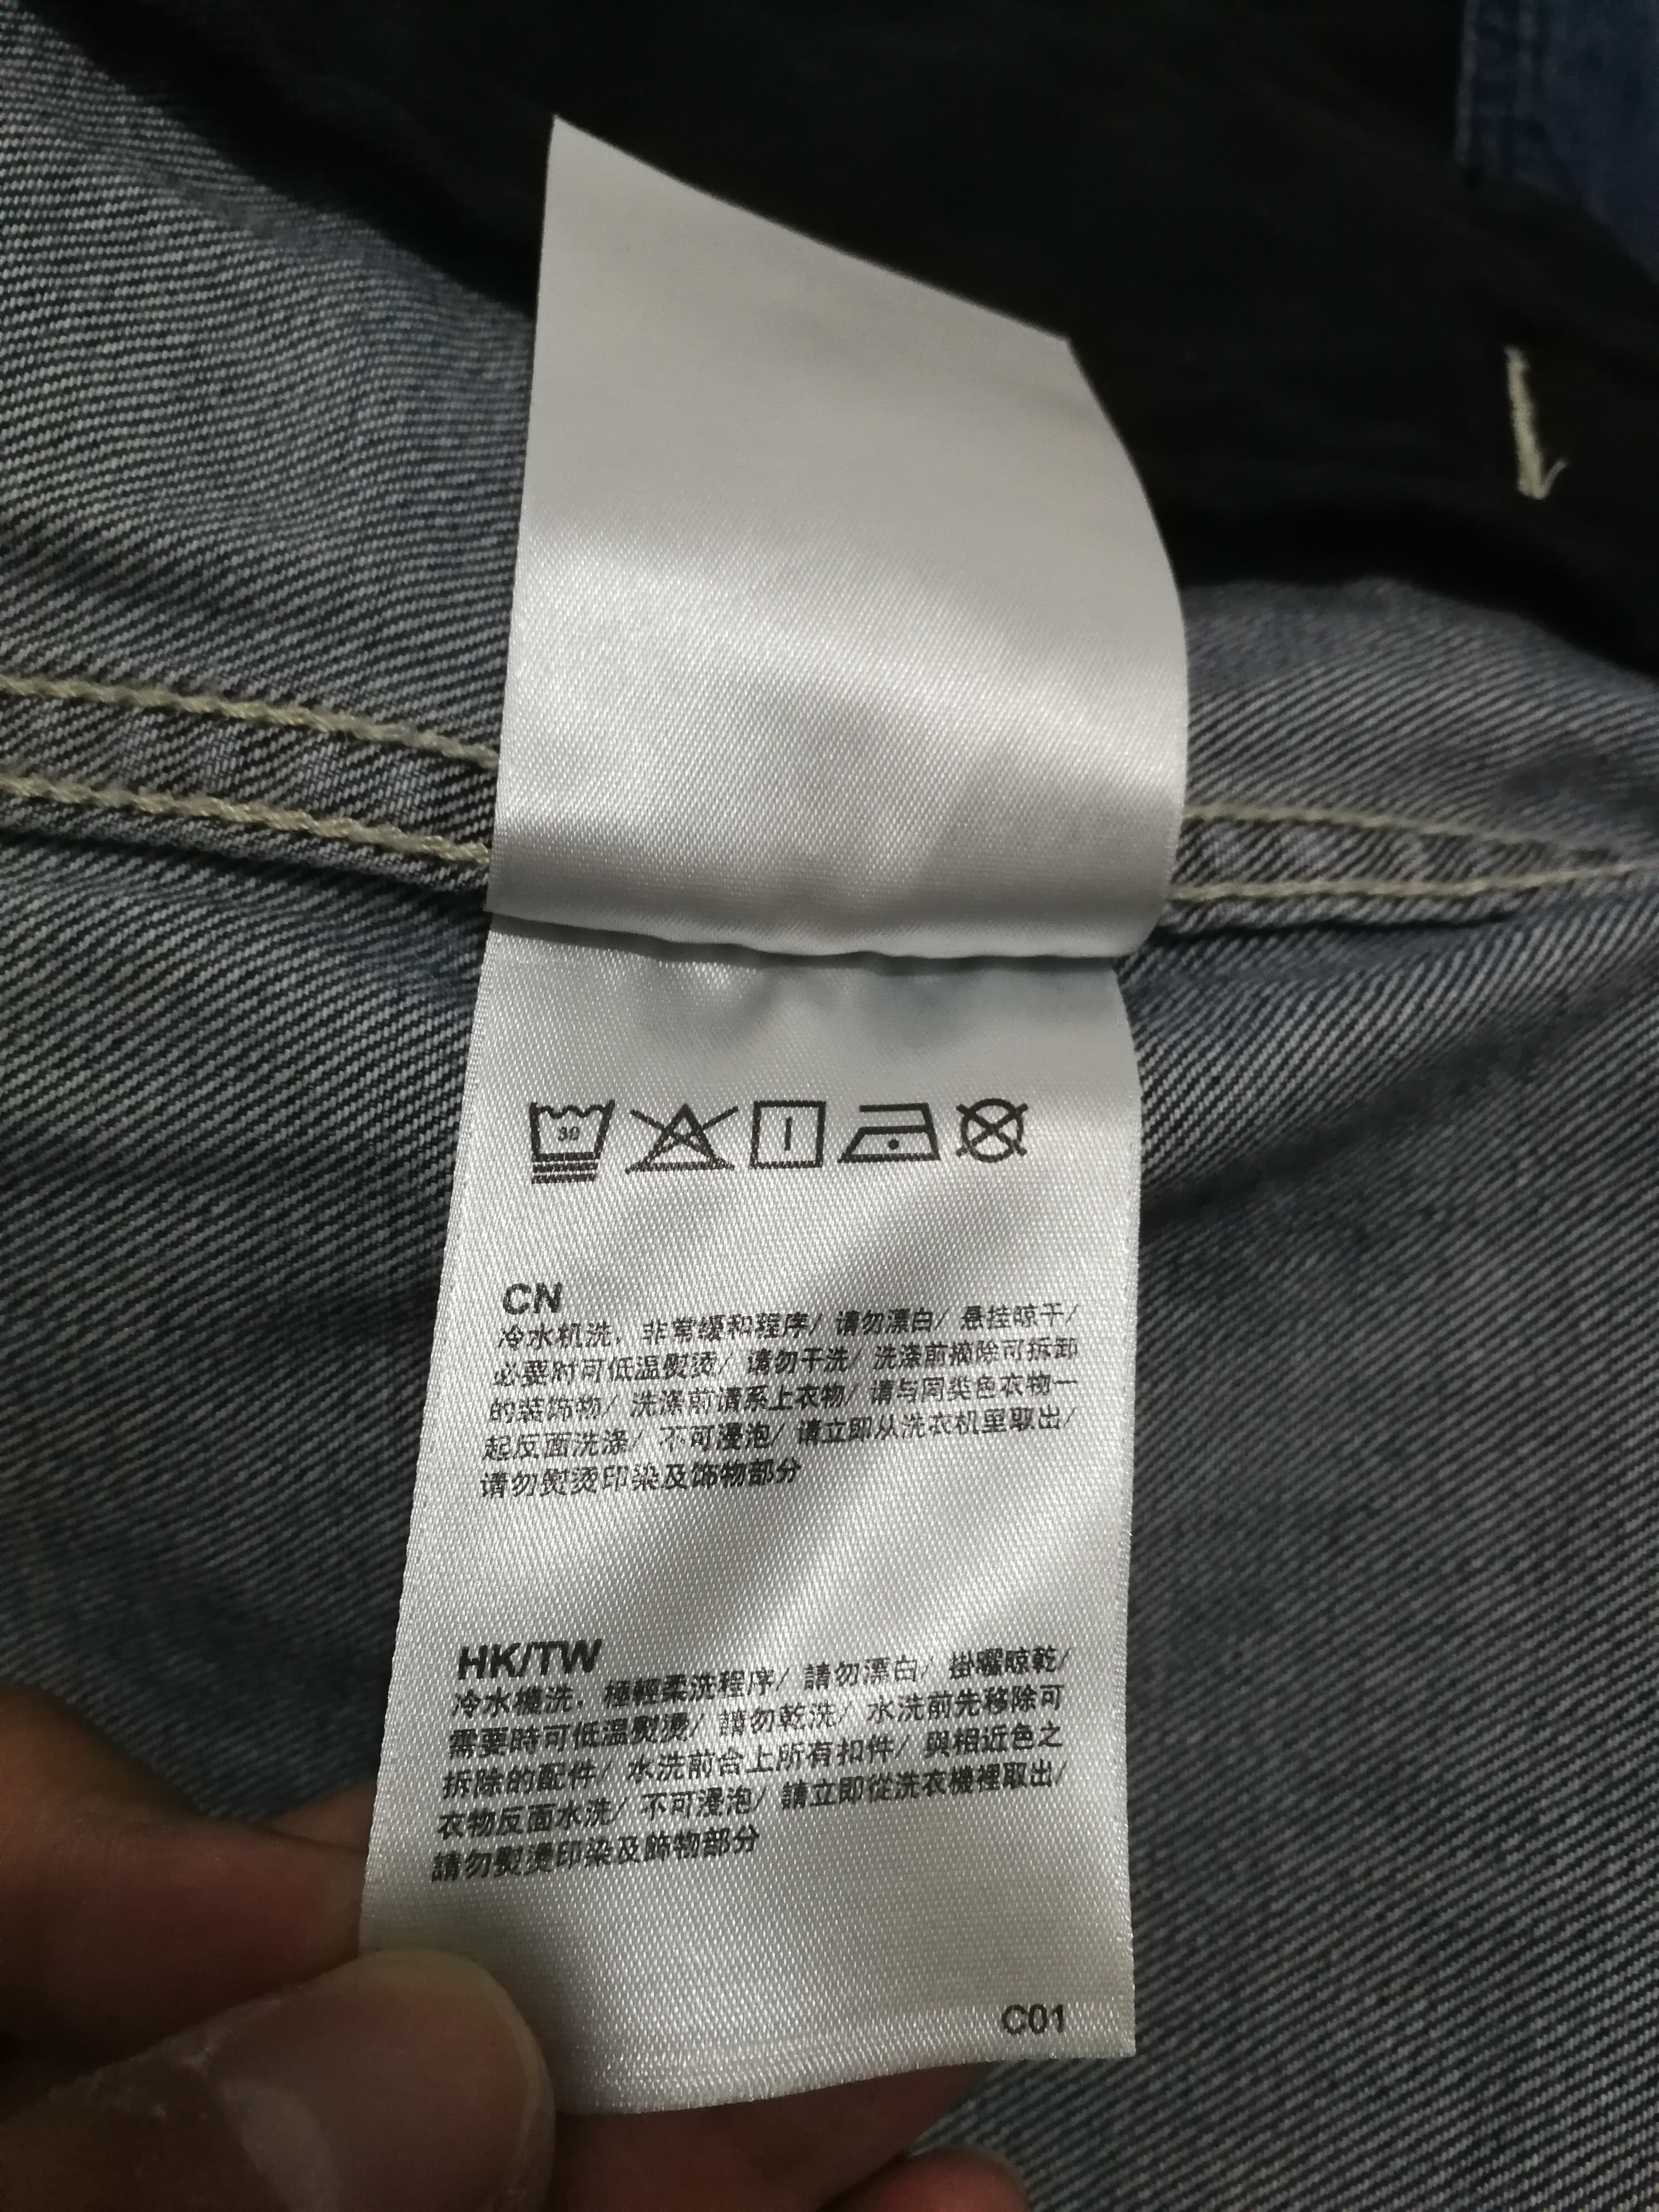 30
CN
冷水机洗，非常缓和程序/ 请勿漂白/ 悬挂晾干/
必要时可低温熨烫/ 请勿干洗/ 洗涤前摘除可拆卸
的装饰物/ 洗涤前请系上衣物/ 请与同类色衣物一
起反面洗涤/ 不可浸泡/ 请立即从洗衣机里取出/
请勿熨烫印染及饰物部分
HK/TW
冷水機洗，極輕柔洗程序/ 請勿漂白/ 掛曬晾乾/
需要時可低温熨燙/ 請勿乾洗/ 水洗前先移除可
拆除的配件/ 水洗前合上所有扣件/ 與相近色之
衣物反面水洗/ 不可浸泡/ 請立即從洗衣機裡取出/
請勿熨燙印染及飾物部分
C01